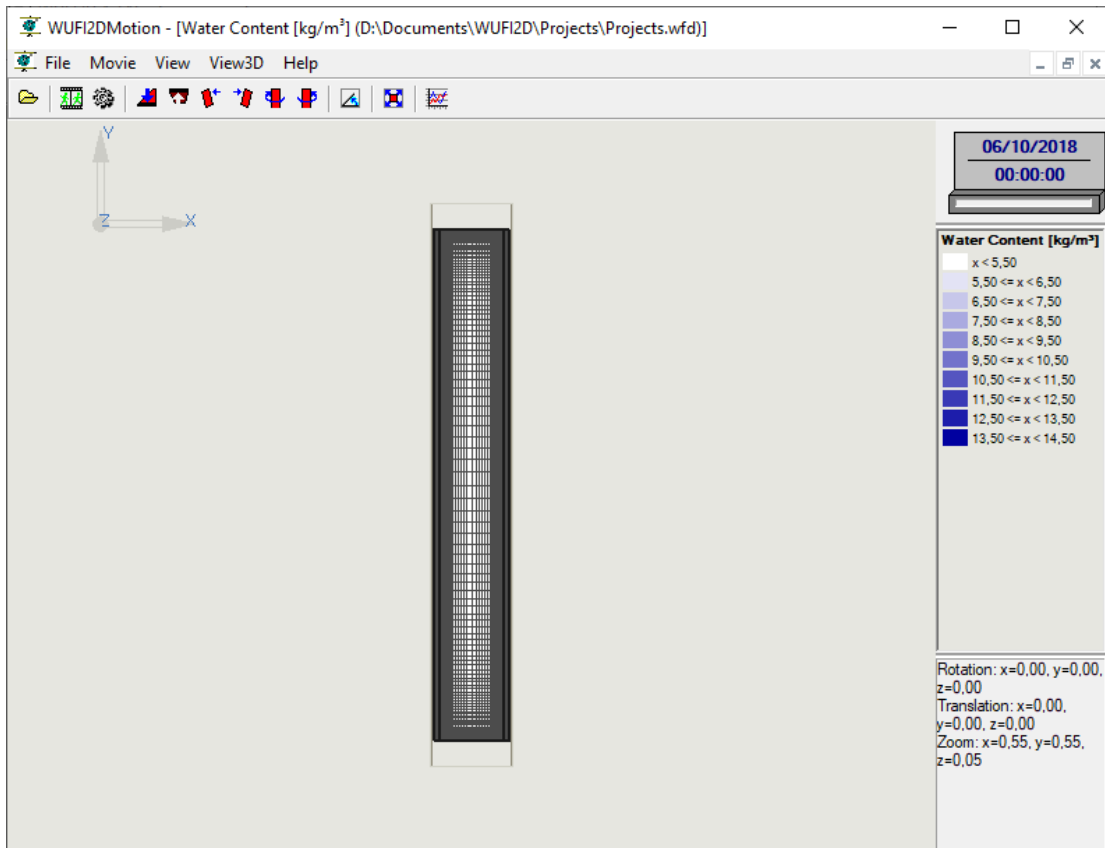 WUFI2DMotion - [Water Content [kg/m³] (D:\Documents\WUFI2D\Projects\Projects.wfd)]
File Movie View View3D Help
Y
Z X
06/10/2018
00:00:00
Water Content [kg/m³]
x < 5,50
5,50 <= x < 6,50
6,50 <= x < 7,50
7,50 <= x < 8,50
8,50 <= x < 9,50
9,50 <= x < 10,50
10,50 <= x < 11,50
11,50 <= x < 12,50
12,50 <= x < 13,50
13,50 <= x < 14,50
Rotation: x=0,00, y=0,00,
z=0,00
Translation: x=0,00,
y=0,00, z=0,00
Zoom: x=0,55, y=0,55,
z=0,05